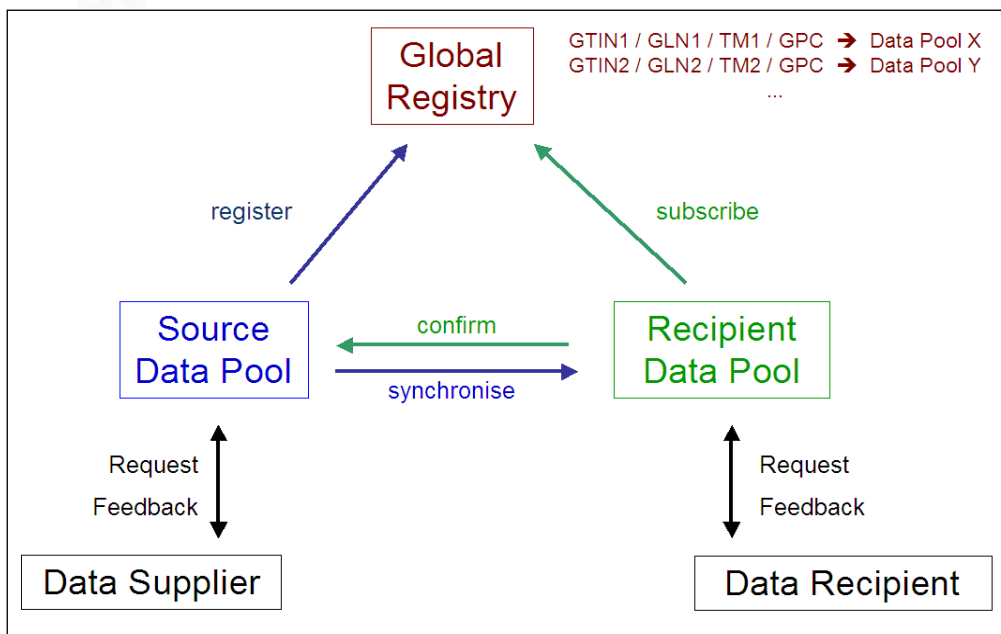 Global
Registry
GTIN1 / GLN1 / TM1 / GPC ➔ Data Pool X
GTIN2 / GLN2 / TM2 / GPC ➔ Data Pool Y
...
register
subscribe
Source
Data Pool
confirm
synchronise
Recipient
Data Pool
Request
Feedback
Request
Feedback
Data Supplier
Data Recipient